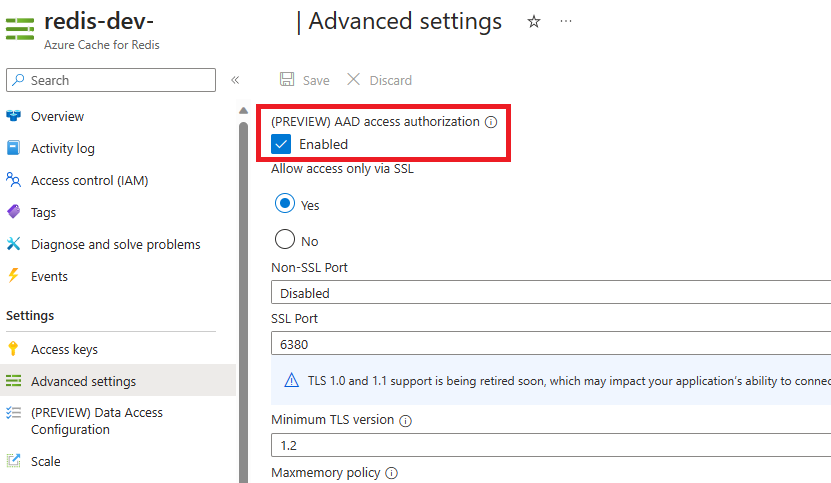 redis-dev-
| Advanced settings
Azure Cache for Redis
Search
Overview
Activity log
Access control (IAM)
Tags
Diagnose and solve problems
Events
Settings
Access keys
Advanced settings
(PREVIEW) Data Access
Configuration
Scale
Save
Discard
(PREVIEW) AAD access authorization
Enabled
Allow access only via SSL
Yes
No
Non-SSL Port
Disabled
SSL Port
6380
TLS 1.0 and 1.1 support is being retired soon, which may impact your application's ability to connec
Minimum TLS version
1.2
Maxmemory policy